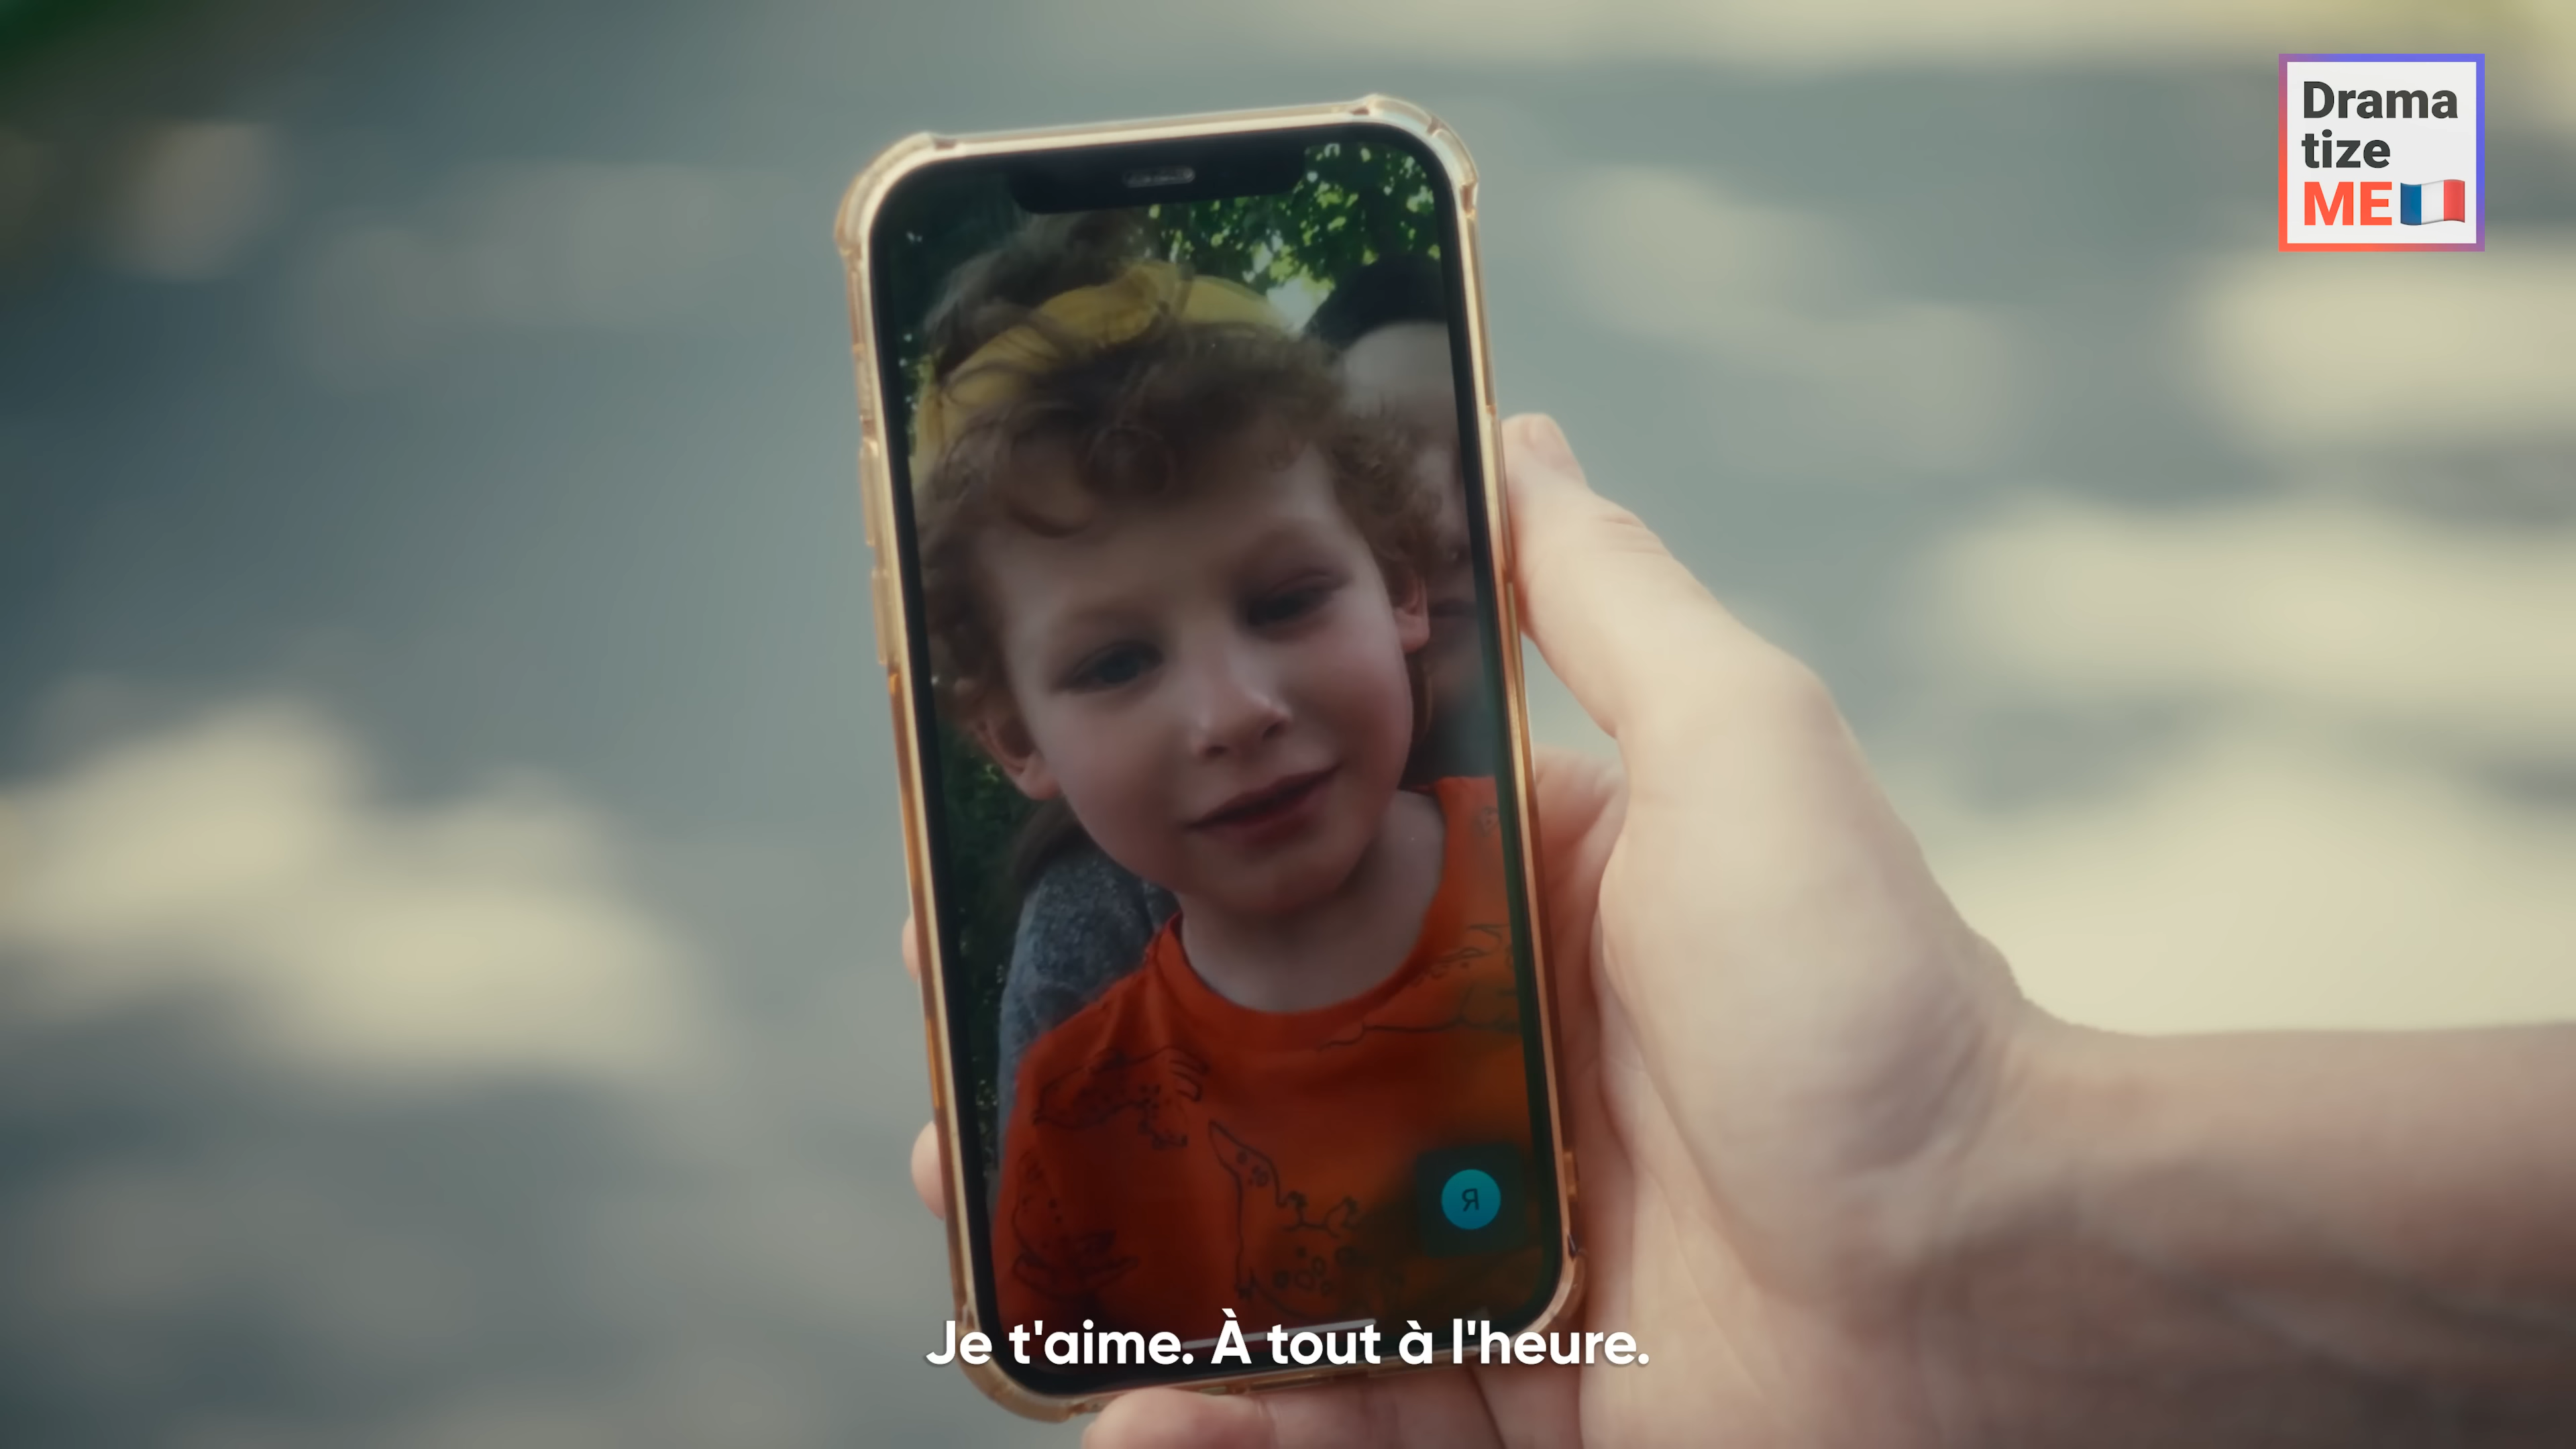 Drama
tize
ME
Я
Je t'aime. À tout à l'heure.